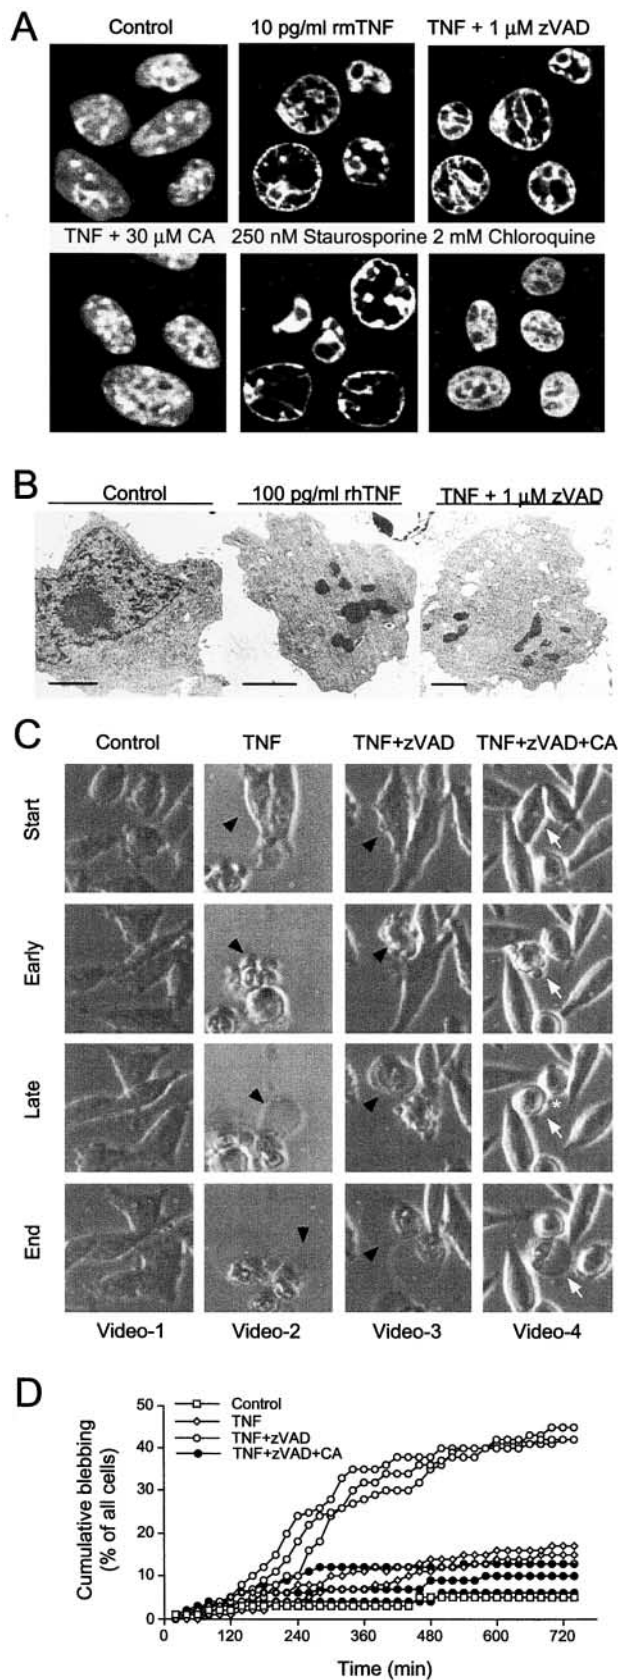 A
Control 10 pg/ml rmTNF TNF + 1 µM zVAD
TNF + 30 µM CA 250 nM Staurosporine 2 mM Chloroquine
B
Control 100 pg/ml rhTNF TNF + 1 µM zVAD
C
Control TNF TNF+zVAD TNF+zVAD+CA
Start
Early
Late
*
End
Video-1 Video-2 Video-3 Video-4
D
Control
TNF
TNF+zVAD
TNF+zVAD+CA
Cumulative blebbing
(% of all cells)
50
40
30
20
10
0
0 120 240 360 480 600 720
Time (min)